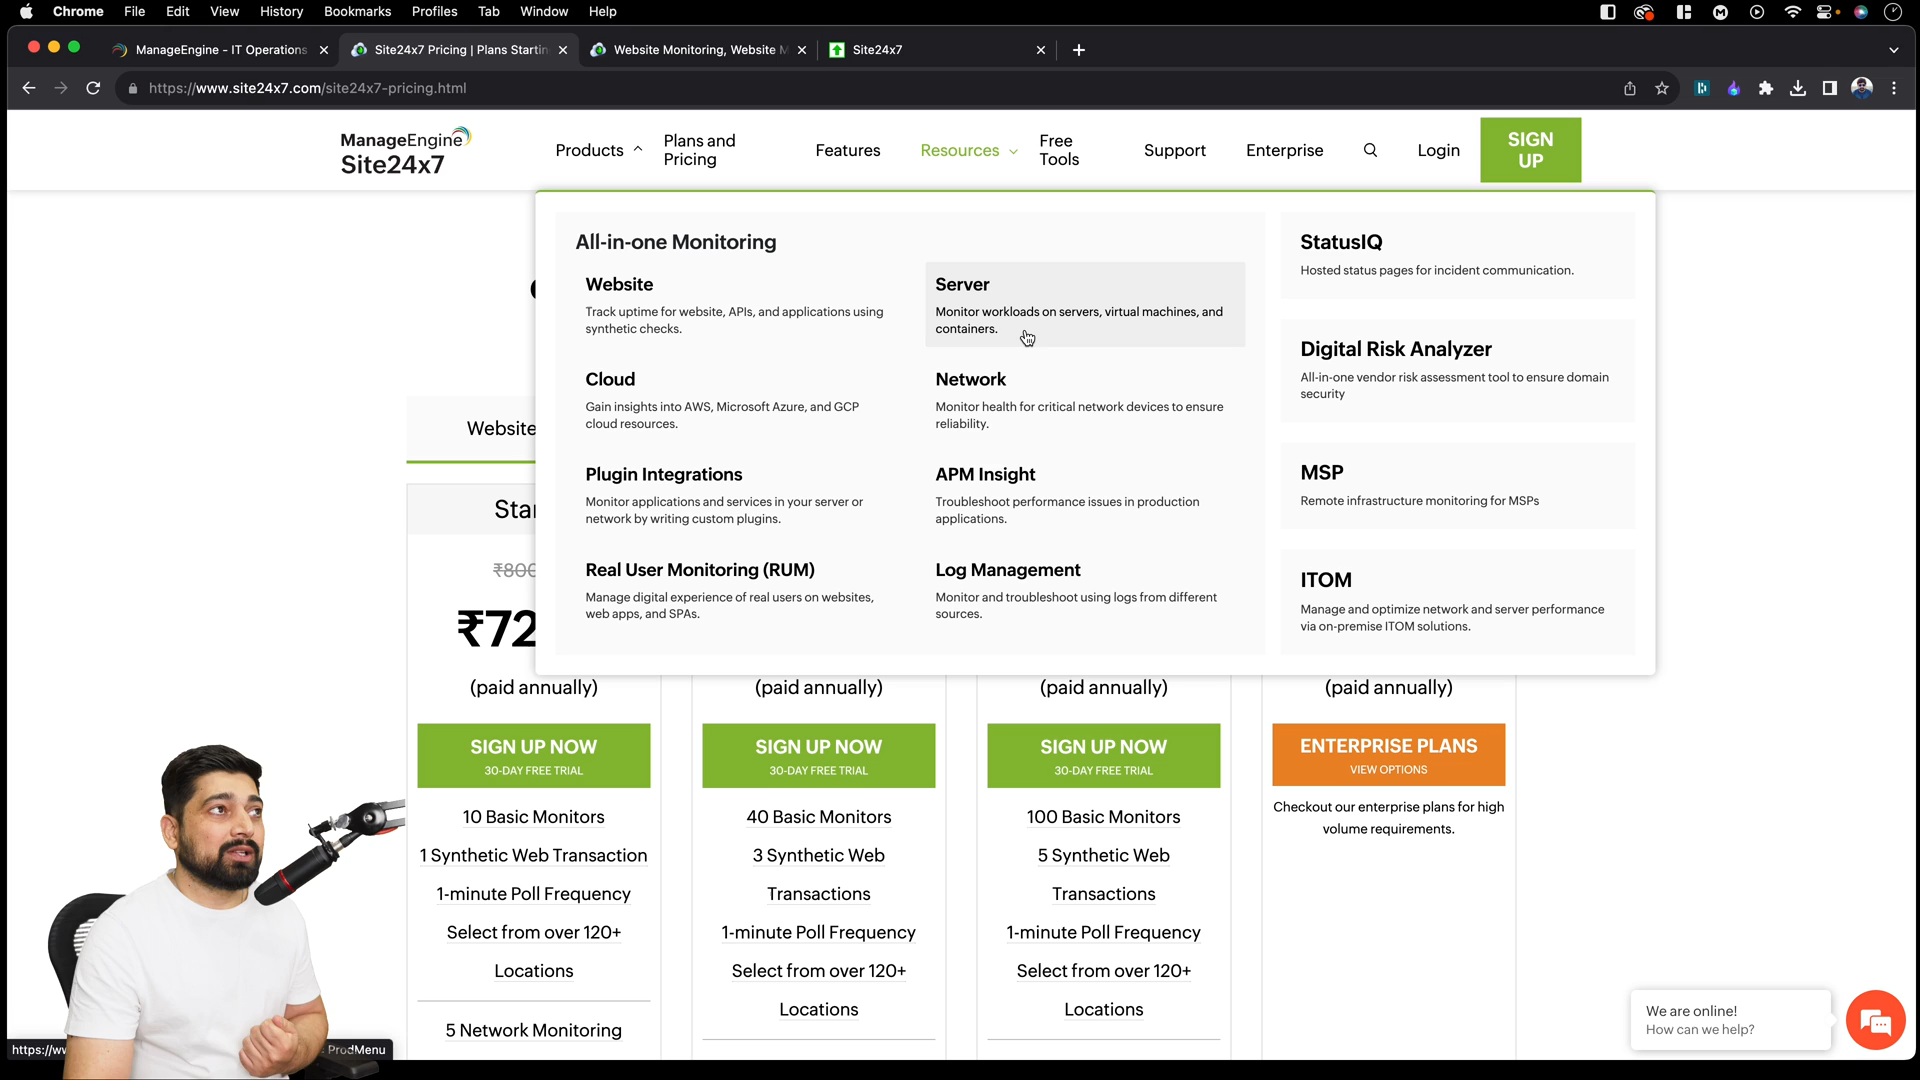 Chrome File Edit View History Bookmarks Profiles Tab Window Help
ManageEngine - IT Operations
Site24x7 Pricing | Plans Startin
Website Monitoring, Website M
Site24x7
https://www.site24x7.com/site24x7-pricing.html
ManageEngine
Site24x7
Products
Plans and
Pricing
Features
Resources
Free
Tools
Support
Enterprise
Login
SIGN
UP
All-in-one Monitoring
Website
Track uptime for website, APIs, and applications using
synthetic checks.
Server
Monitor workloads on servers, virtual machines, and
containers.
Cloud
Gain insights into AWS, Microsoft Azure, and GCP
cloud resources.
Network
Monitor health for critical network devices to ensure
reliability.
Plugin Integrations
Monitor applications and services in your server or
network by writing custom plugins.
APM Insight
Troubleshoot performance issues in production
applications.
Real User Monitoring (RUM)
Manage digital experience of real users on websites,
web apps, and SPAs.
Log Management
Monitor and troubleshoot using logs from different
sources.
StatusIQ
Hosted status pages for incident communication.
Digital Risk Analyzer
All-in-one vendor risk assessment tool to ensure domain
security
MSP
Remote infrastructure monitoring for MSPs
ITOM
Manage and optimize network and server performance
via on-premise ITOM solutions.
Website
Star
₹800
₹72
(paid annually)
SIGN UP NOW
30-DAY FREE TRIAL
10 Basic Monitors
1 Synthetic Web Transaction
1-minute Poll Frequency
Select from over 120+
Locations
5 Network Monitoring
(paid annually)
SIGN UP NOW
30-DAY FREE TRIAL
40 Basic Monitors
3 Synthetic Web
Transactions
1-minute Poll Frequency
Select from over 120+
Locations
(paid annually)
SIGN UP NOW
30-DAY FREE TRIAL
100 Basic Monitors
5 Synthetic Web
Transactions
1-minute Poll Frequency
Select from over 120+
Locations
(paid annually)
ENTERPRISE PLANS
VIEW OPTIONS
Checkout our enterprise plans for high
volume requirements.
We are online!
How can we help?
https://ww
ProdMenu